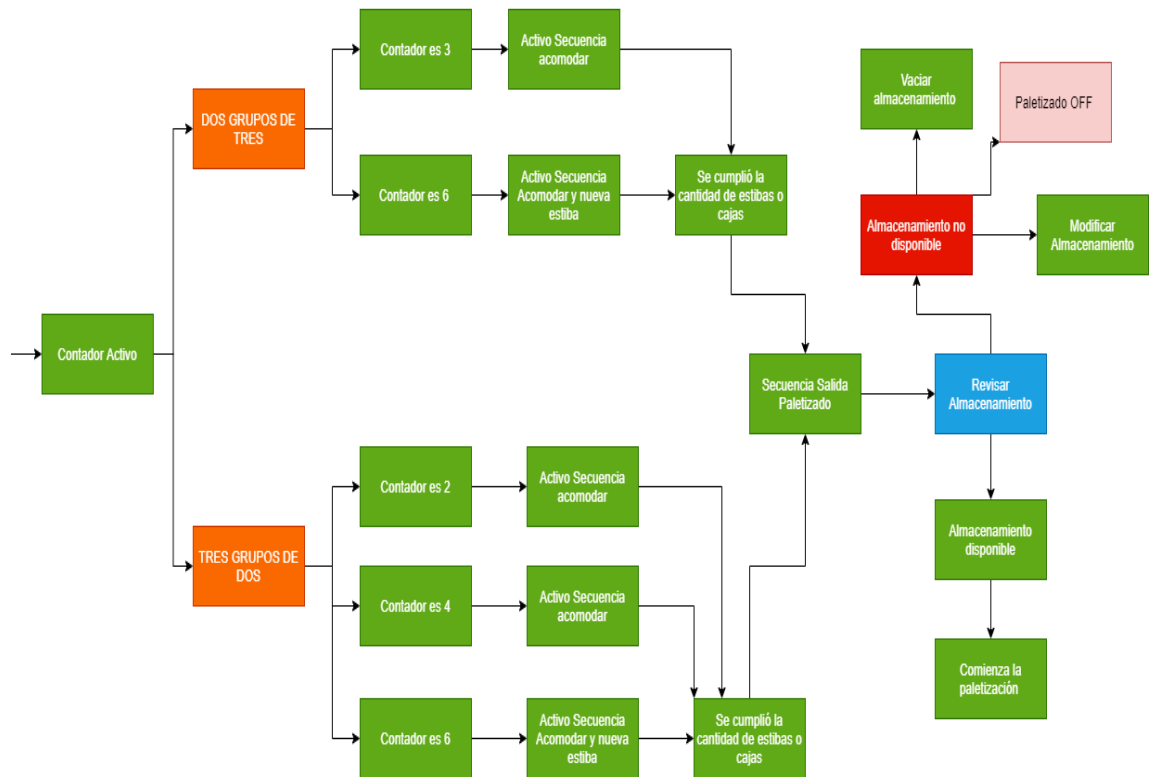 Contador es 3
Activo Secuencia
acomodar
Vaciar
almacenamiento
Paletizado OFF
DOS GRUPOS DE
TRES
Contador es 6
Activo Secuencia
Acomodar y nueva
estiba
Se cumplió la
cantidad de estibas o
cajas
Almacenamiento no
disponible
Modificar
Almacenamiento
Contador Activo
Secuencia Salida
Paletizado
Revisar
Almacenamiento
TRES GRUPOS DE
DOS
Contador es 2
Activo Secuencia
acomodar
Contador es 4
Activo Secuencia
acomodar
Contador es 6
Activo Secuencia
Acomodar y nueva
estiba
Se cumplió la
cantidad de estibas o
cajas
Almacenamiento
disponible
Comienza la
paletización